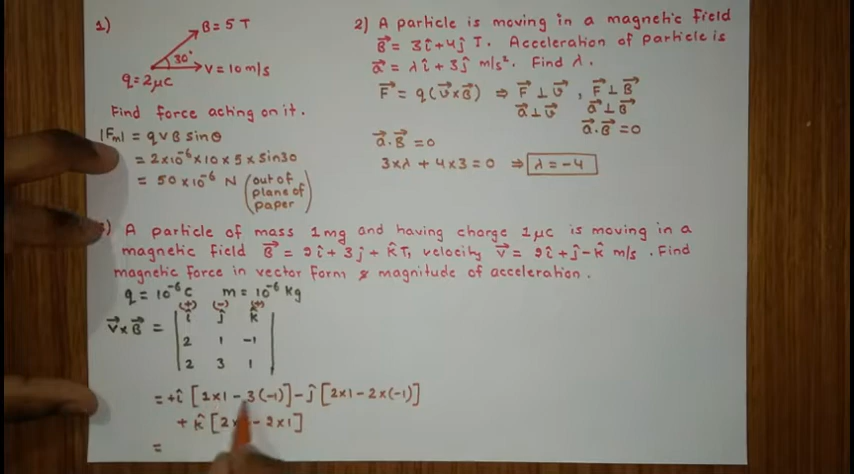 1)
B = 5 T
30°
V = 10 m/s
q = 2μC
Find force acting on it.
|Fm| = qVB sinθ
= 2×10⁻⁶×10×5×sin30
= 50×10⁻⁶ N (out of plane of paper)
2) A particle is moving in a magnetic field
B⃗ = 3î+4ĵ T. Acceleration of particle is
a⃗ = λî+3ĵ m/s². Find λ.
F⃗ = q(v⃗×B⃗) ⇒ F⃗⊥v⃗, F⃗⊥B⃗
a⃗⊥v⃗ a⃗⊥B⃗
a⃗.B⃗=0
a⃗.B⃗=0
3×λ + 4×3=0 ⇒ λ=-4
A particle of mass 1mg and having charge 1μC is moving in a
magnetic field B⃗ = 2î+3ĵ+k̂ T, velocity v⃗ = 2î+ĵ-k̂ m/s. Find
magnetic force in vector form & magnitude of acceleration.
q = 10⁻⁶C m = 10⁻⁶ Kg
(+) (-) (+)
V⃗×B⃗ = | î ĵ k̂ |
2 1 -1
2 3 1
= +î [2×1-3(-1)]-ĵ [2×1-2×(-1)]
+ k̂ [2× - 2×1]
=